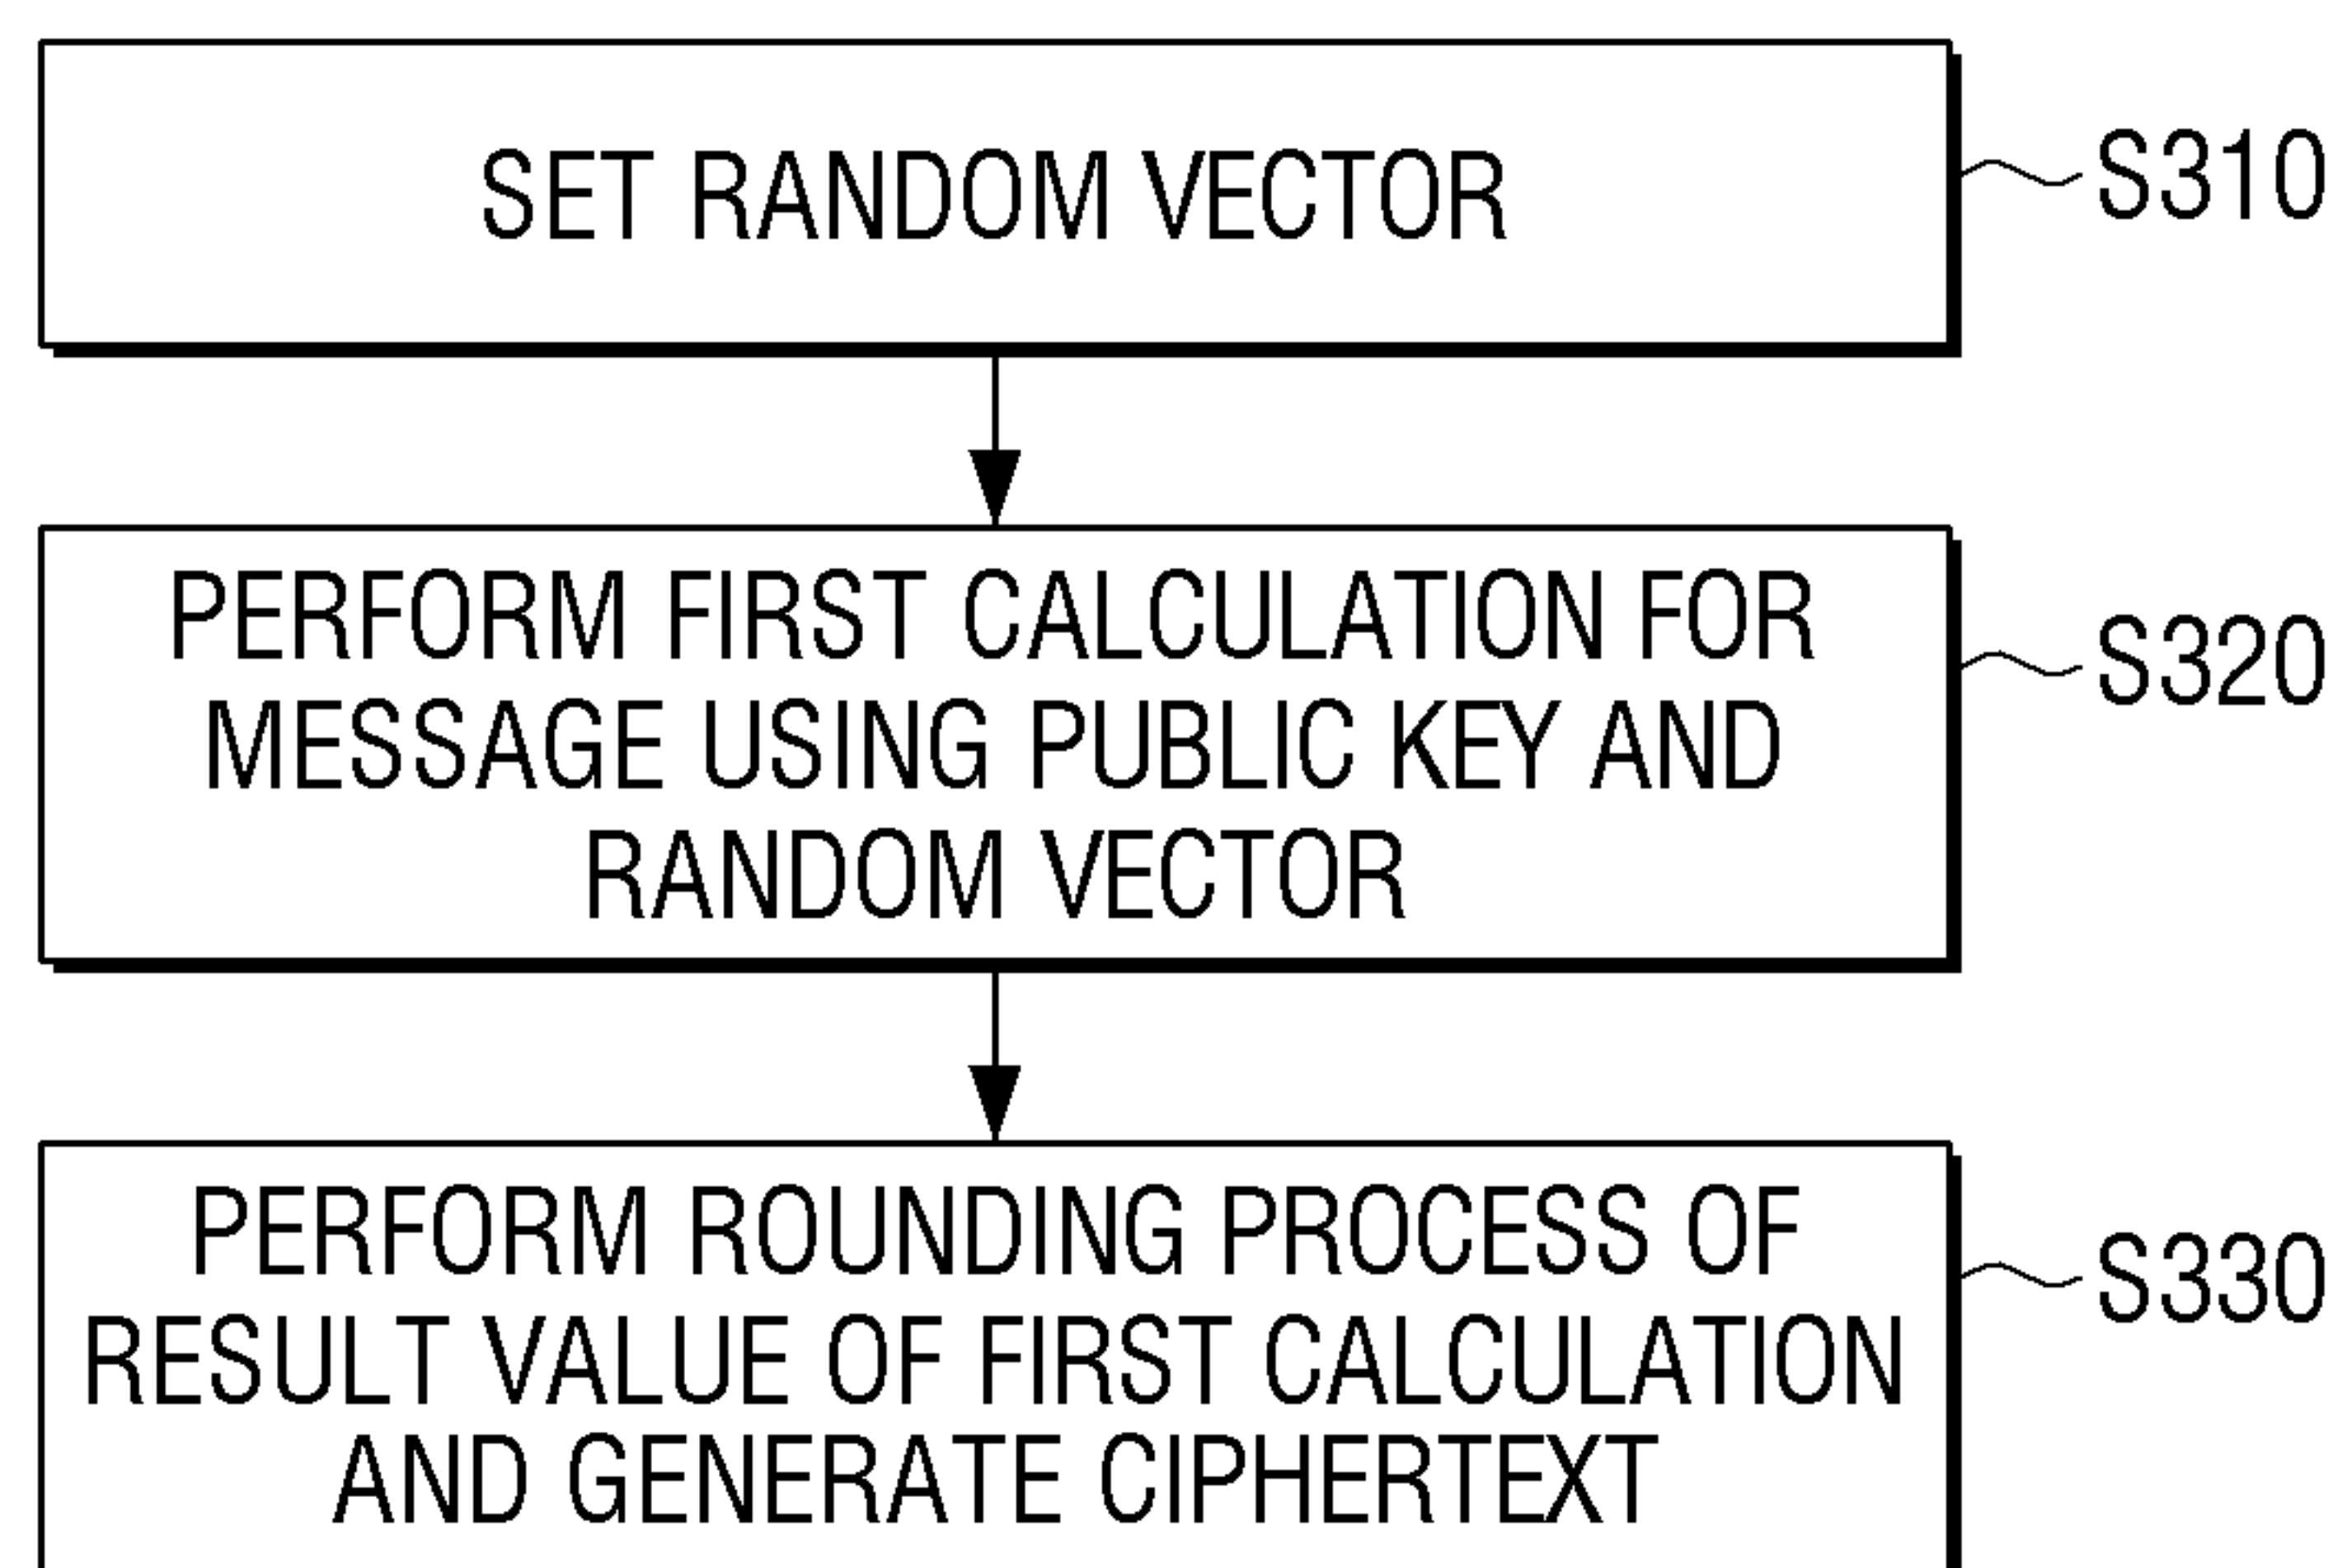 SET RANDOM VECTOR
S310
PERFORM FIRST CALCULATION FOR
MESSAGE USING PUBLIC KEY AND
RANDOM VECTOR
S320
PERFORM ROUNDING PROCESS OF
RESULT VALUE OF FIRST CALCULATION
AND GENERATE CIPHERTEXT
S330